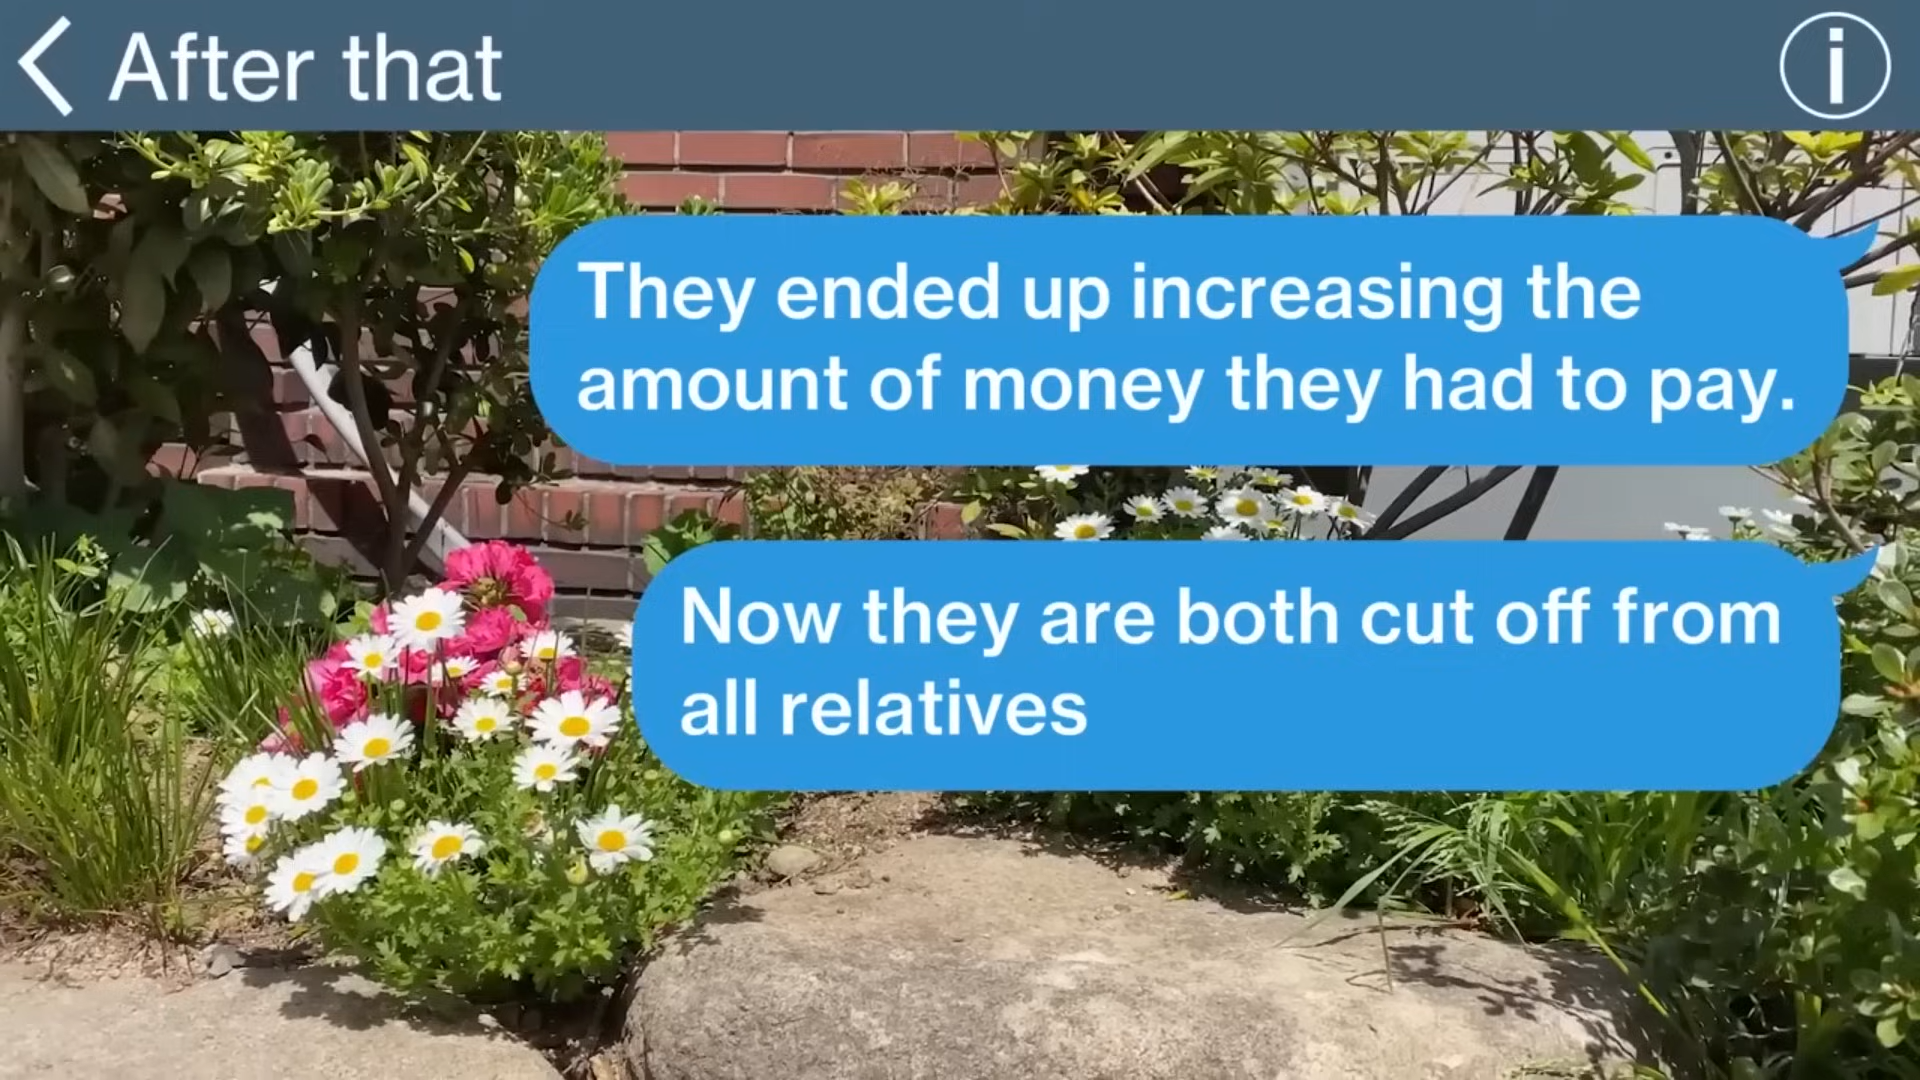 After that
They ended up increasing the
amount of money they had to pay.
Now they are both cut off from
all relatives